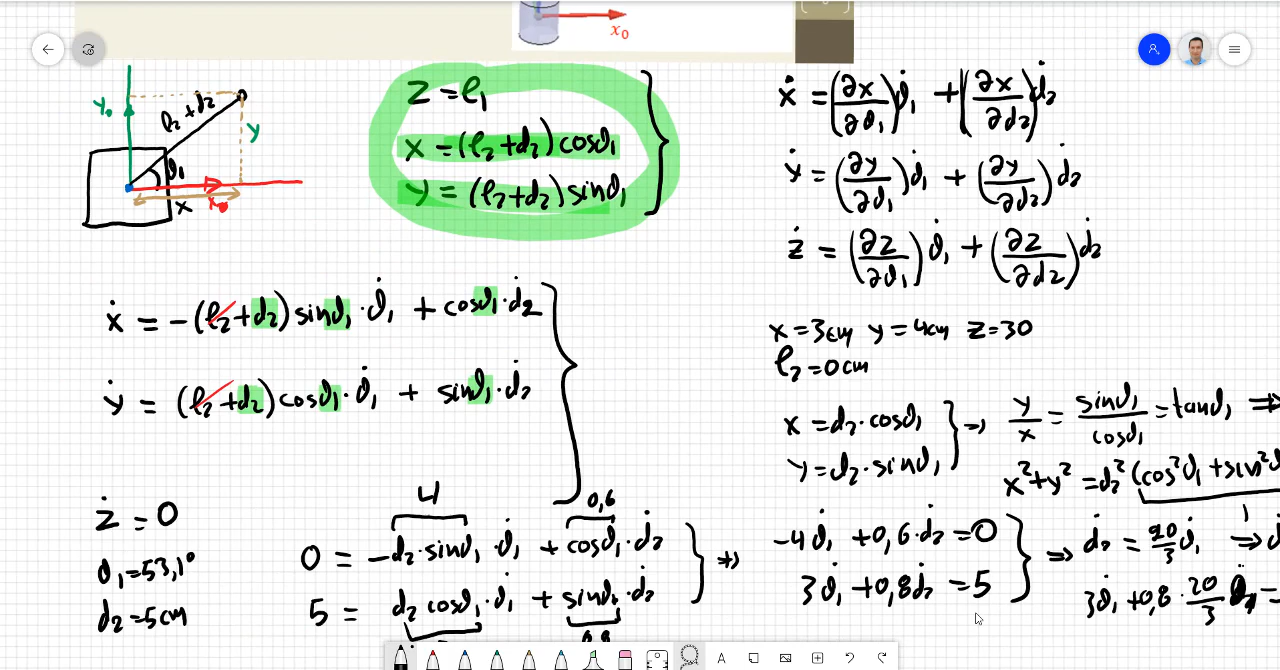 x₀
y₀
ℓ₂+d₂
y
ϑ₁
x
x₀
z = ℓ₁
x = (ℓ₂+d₂) cosϑ₁
y = (ℓ₂+d₂) sinϑ₁
ẋ = (∂x/∂ϑ₁)ϑ̇₁ + (∂x/∂d₂)ḋ₂
ẏ = (∂y/∂ϑ₁)ϑ̇₁ + (∂y/∂d₂)ḋ₂
ż = (∂z/∂ϑ₁)ϑ̇₁ + (∂z/∂d₂)ḋ₂
ẋ = -(ℓ₂+d₂) sinϑ₁·ϑ̇₁ + cosϑ₁·ḋ₂
ẏ = (ℓ₂+d₂) cosϑ₁·ϑ̇₁ + sinϑ₁·ḋ₂
x = 3cm y = 4cm z = 30
ℓ₂ = 0cm
x = d₂·cosϑ₁
y = d₂·sinϑ₁
⇒ y/x = sinϑ₁/cosϑ₁ = tanϑ₁ ⇒
x²+y² = d₂² (cos²ϑ₁ + sin²ϑ
1
ż = 0
ϑ₁ = 53,1°
d₂ = 5cm
4
0,6
0 = -d₂·sinϑ₁·ϑ̇₁ + cosϑ₁·ḋ₂
5 = d₂ cosϑ₁·ϑ̇₁ + sinϑ₁·ḋ₂
⇒ -4ϑ̇₁ + 0,6·ḋ₂ = 0
3ϑ̇₁ + 0,8ḋ₂ = 5
⇒ ḋ₂ = 20/3 ϑ̇₁ →
3ϑ̇₁ + 0,8·20/3 ϑ̇₁ =
A